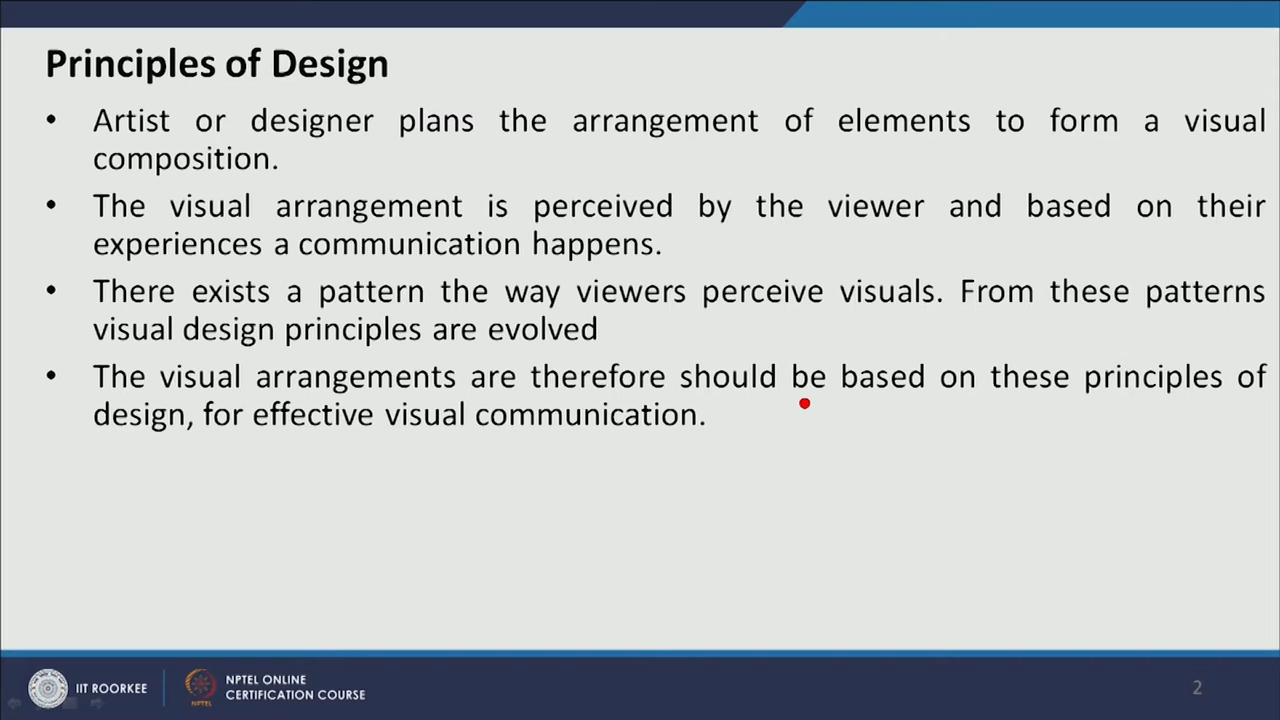 Principles of Design
• Artist or designer plans the arrangement of elements to form a visual
composition.
• The visual arrangement is perceived by the viewer and based on their
experiences a communication happens.
• There exists a pattern the way viewers perceive visuals. From these patterns
visual design principles are evolved
• The visual arrangements are therefore should be based on these principles of
design, for effective visual communication.
IIT ROORKEE
NPTEL
NPTEL ONLINE
CERTIFICATION COURSE
2